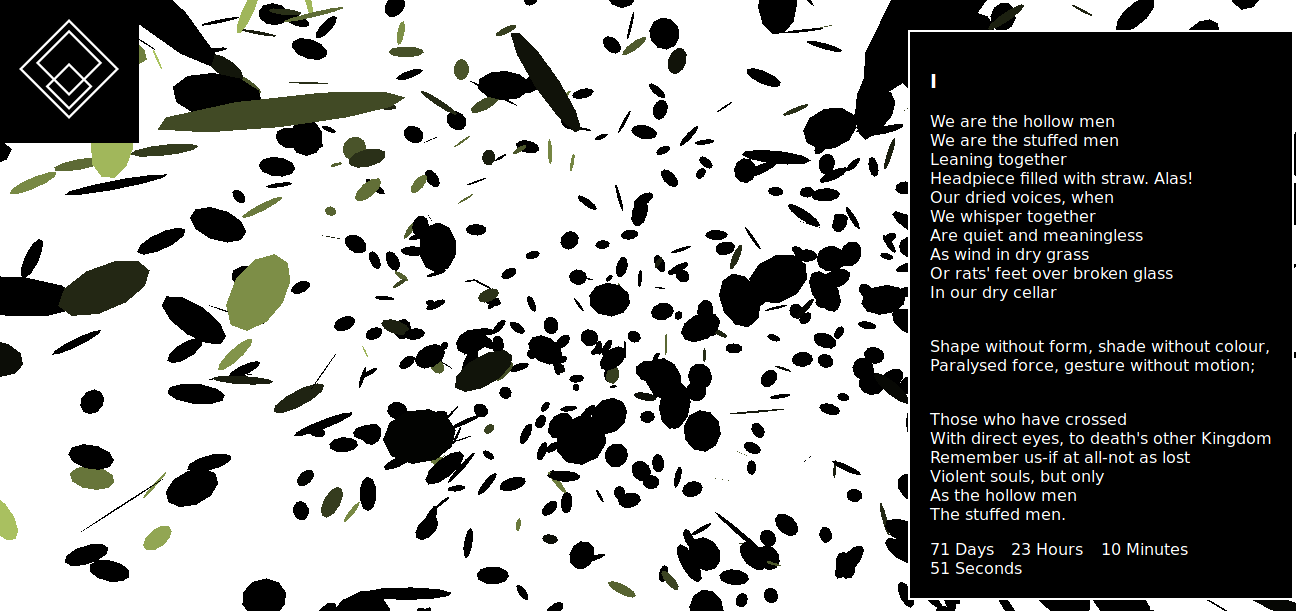 I
We are the hollow men
We are the stuffed men
Leaning together
Headpiece filled with straw. Alas!
Our dried voices, when
We whisper together
Are quiet and meaningless
As wind in dry grass
Or rats' feet over broken glass
In our dry cellar
Shape without form, shade without colour,
Paralysed force, gesture without motion;
Those who have crossed
With direct eyes, to death's other Kingdom
Remember us-if at all-not as lost
Violent souls, but only
As the hollow men
The stuffed men.
71 Days 23 Hours 10 Minutes
51 Seconds